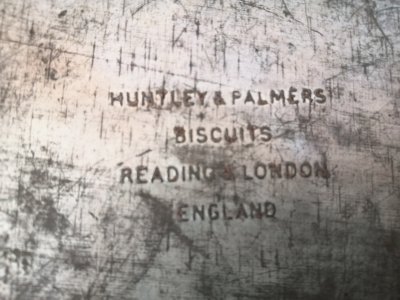 HUNTLEY & PALMERS
BISCUITS
READING & LONDON
ENGLAND